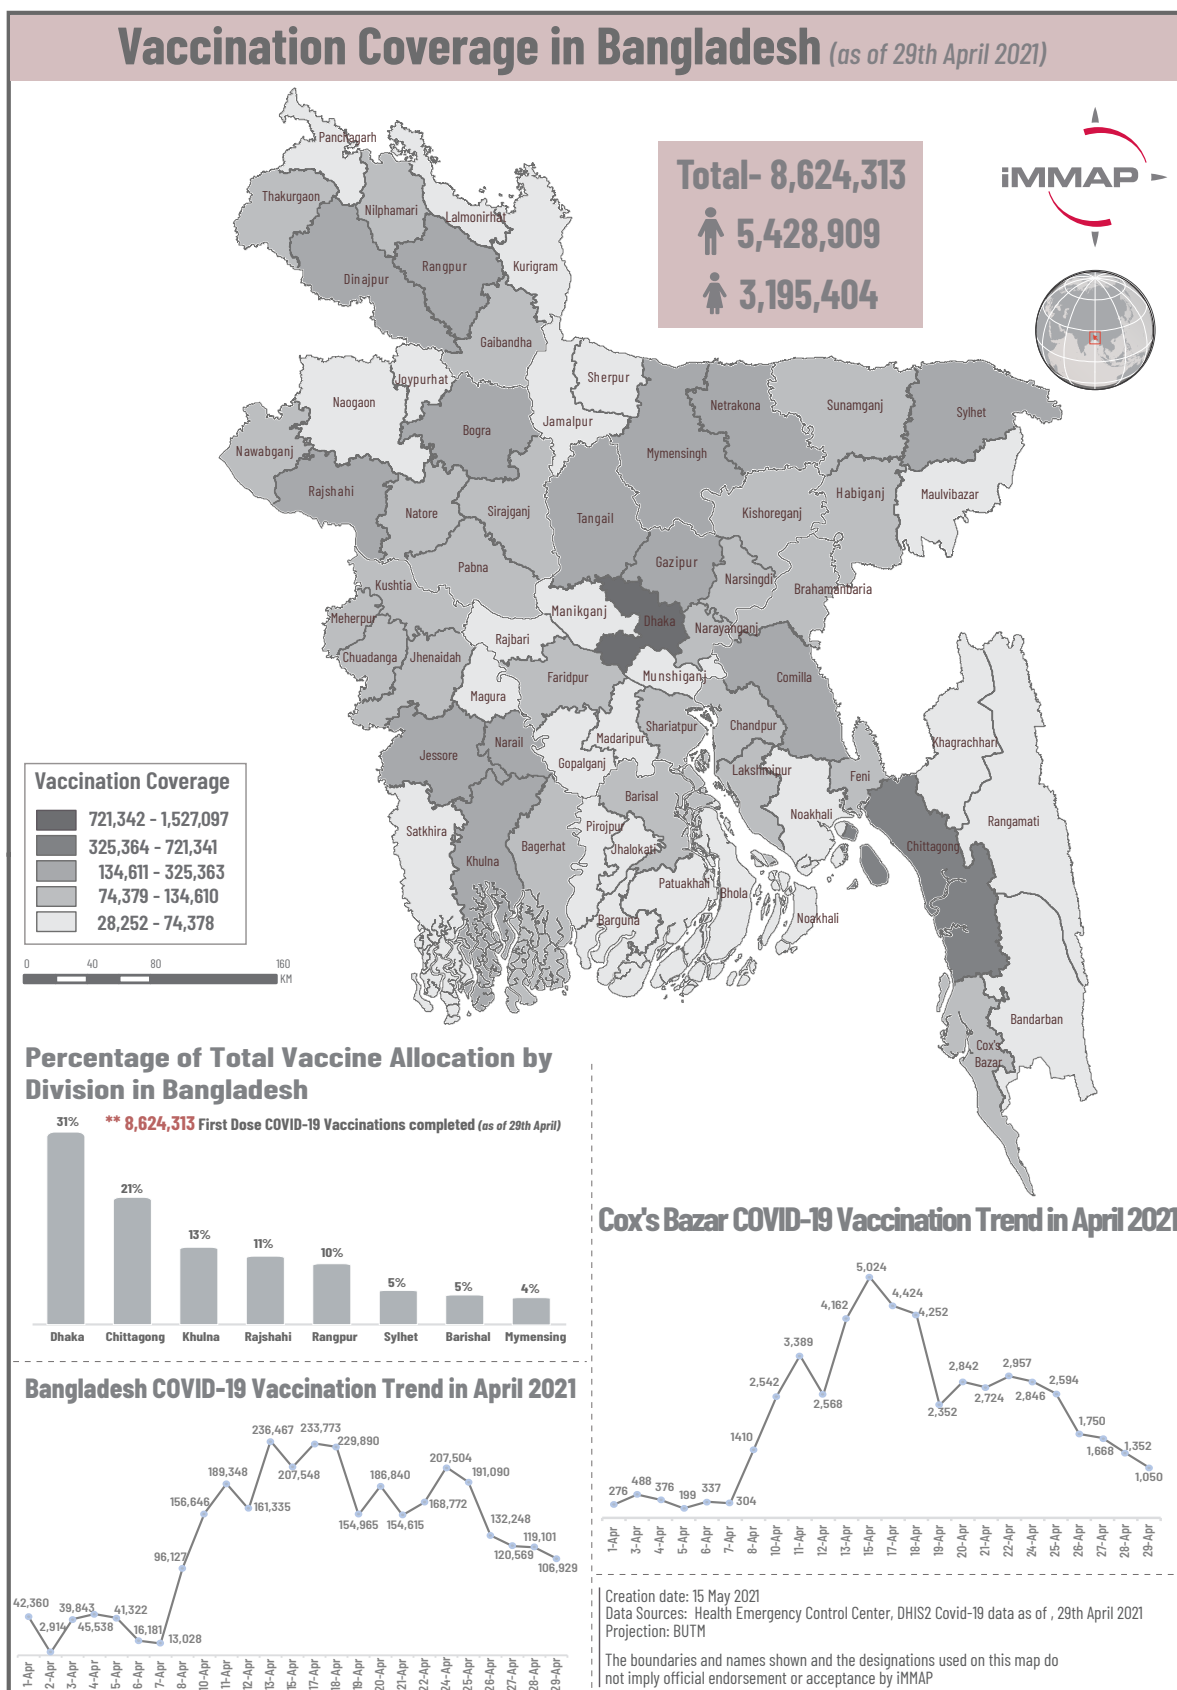 Vaccination Coverage in Bangladesh (as of 29th April 2021)
Total- 8,624,313
5,428,909
3,195,404
iMMAP
Panchagarh
Thakurgaon
Nilphamari
Lalmonirhat
Dinajpur
Rangpur
Kurigram
Gaibandha
Joypurhat
Naogaon
Sherpur
Jamalpur
Netrakona
Sunamganj
Sylhet
Bogra
Nawabganj
Mymensingh
Rajshahi
Natore
Sirajganj
Tangail
Kishoreganj
Habiganj
Maulvibazar
Gazipur
Pabna
Kushtia
Narsingdi
Brahamanbaria
Meherpur
Manikganj
Dhaka
Narayanganj
Rajbari
Chuadanga
Jhenaidah
Faridpur
Munshiganj
Comilla
Magura
Shariatpur
Chandpur
Madaripur
Khagrachhari
Jessore
Narail
Gopalganj
Lakshmipur
Feni
Barisal
Noakhali
Rangamati
Satkhira
Pirojpur
Khulna
Bagerhat
Jhalokati
Chittagong
Patuakhali
Bhola
Barguna
Noakhali
Bandarban
Cox's
Bazar
Vaccination Coverage
721,342 - 1,527,097
325,364 - 721,341
134,611 - 325,363
74,379 - 134,610
28,252 - 74,378
0 40 80 160
KM
Percentage of Total Vaccine Allocation by
Division in Bangladesh
** 8,624,313 First Dose COVID-19 Vaccinations completed (as of 29th April)
31%
21%
13%
11%
10%
5%
5%
4%
Dhaka Chittagong Khulna Rajshahi Rangpur Sylhet Barishal Mymensing
Bangladesh COVID-19 Vaccination Trend in April 2021
42,360
2,914
39,843
45,538
41,322
16,181
13,028
96,127
156,646
189,348
161,335
236,467
207,548
233,773
229,890
154,965
186,840
154,615
168,772
207,504
191,090
132,248
120,569
119,101
106,929
1-Apr 2-Apr 3-Apr 4-Apr 5-Apr 6-Apr 7-Apr 8-Apr 10-Apr 11-Apr 12-Apr 13-Apr 15-Apr 17-Apr 18-Apr 19-Apr 20-Apr 21-Apr 22-Apr 24-Apr 25-Apr 26-Apr 27-Apr 28-Apr 29-Apr
Cox's Bazar COVID-19 Vaccination Trend in April 2021
276
488
376
199
337
304
1410
2,542
3,389
2,568
4,162
5,024
4,424
4,252
2,352
2,842
2,724
2,957
2,846
2,594
1,750
1,668
1,352
1,050
1-Apr 3-Apr 4-Apr 5-Apr 6-Apr 7-Apr 8-Apr 10-Apr 11-Apr 12-Apr 13-Apr 15-Apr 17-Apr 18-Apr 19-Apr 20-Apr 21-Apr 22-Apr 24-Apr 25-Apr 26-Apr 27-Apr 28-Apr 29-Apr
Creation date: 15 May 2021
Data Sources: Health Emergency Control Center, DHIS2 Covid-19 data as of , 29th April 2021
Projection: BUTM
The boundaries and names shown and the designations used on this map do
not imply official endorsement or acceptance by iMMAP